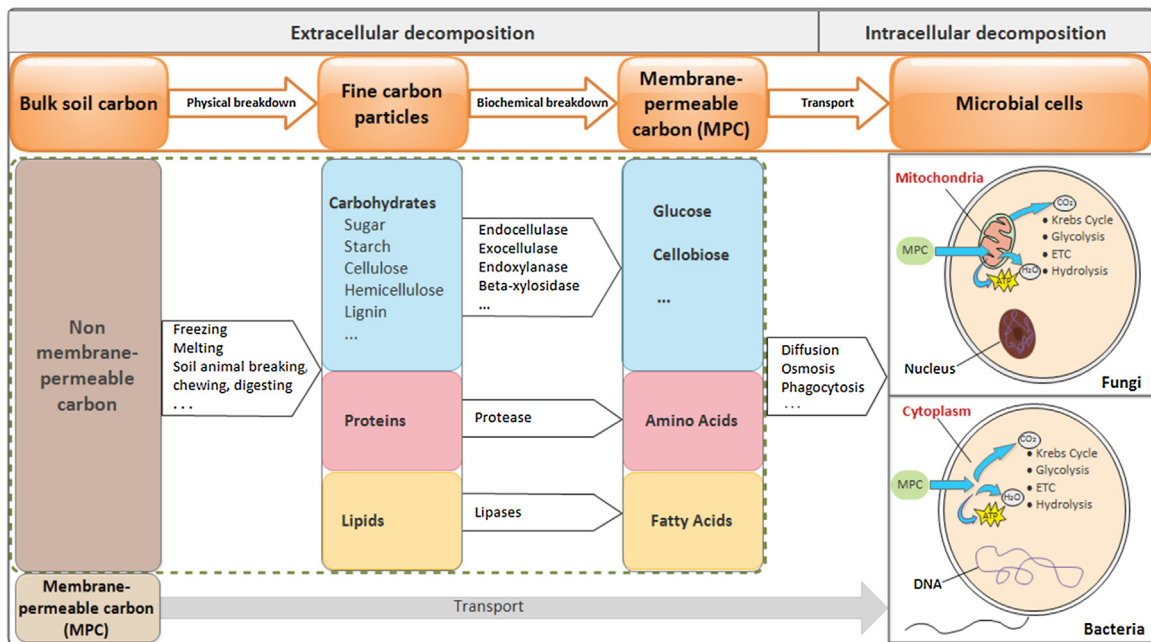 Extracellular decomposition
Intracellular decomposition
Bulk soil carbon
Physical breakdown
Fine carbon
particles
Biochemical breakdown
Membrane-
permeable
carbon (MPC)
Transport
Microbial cells
Non
membrane-
permeable
carbon
Freezing
Melting
Soil animal breaking,
chewing, digesting
. . .
Carbohydrates
Sugar
Starch
Cellulose
Hemicellulose
Lignin
...
Endocellulase
Exocellulase
Endoxylanase
Beta-xylosidase
...
Glucose
Cellobiose
...
Proteins
Protease
Amino Acids
Lipids
Lipases
Fatty Acids
Diffusion
Osmosis
Phagocytosis
. . .
Mitochondria
CO₂
• Krebs Cycle
• Glycolysis
• ETC
• Hydrolysis
MPC
H₂O
ATP
Nucleus
Fungi
Cytoplasm
CO₂
• Krebs Cycle
• Glycolysis
• ETC
• Hydrolysis
MPC
H₂O
ATP
DNA
Bacteria
Membrane-
permeable carbon
(MPC)
Transport